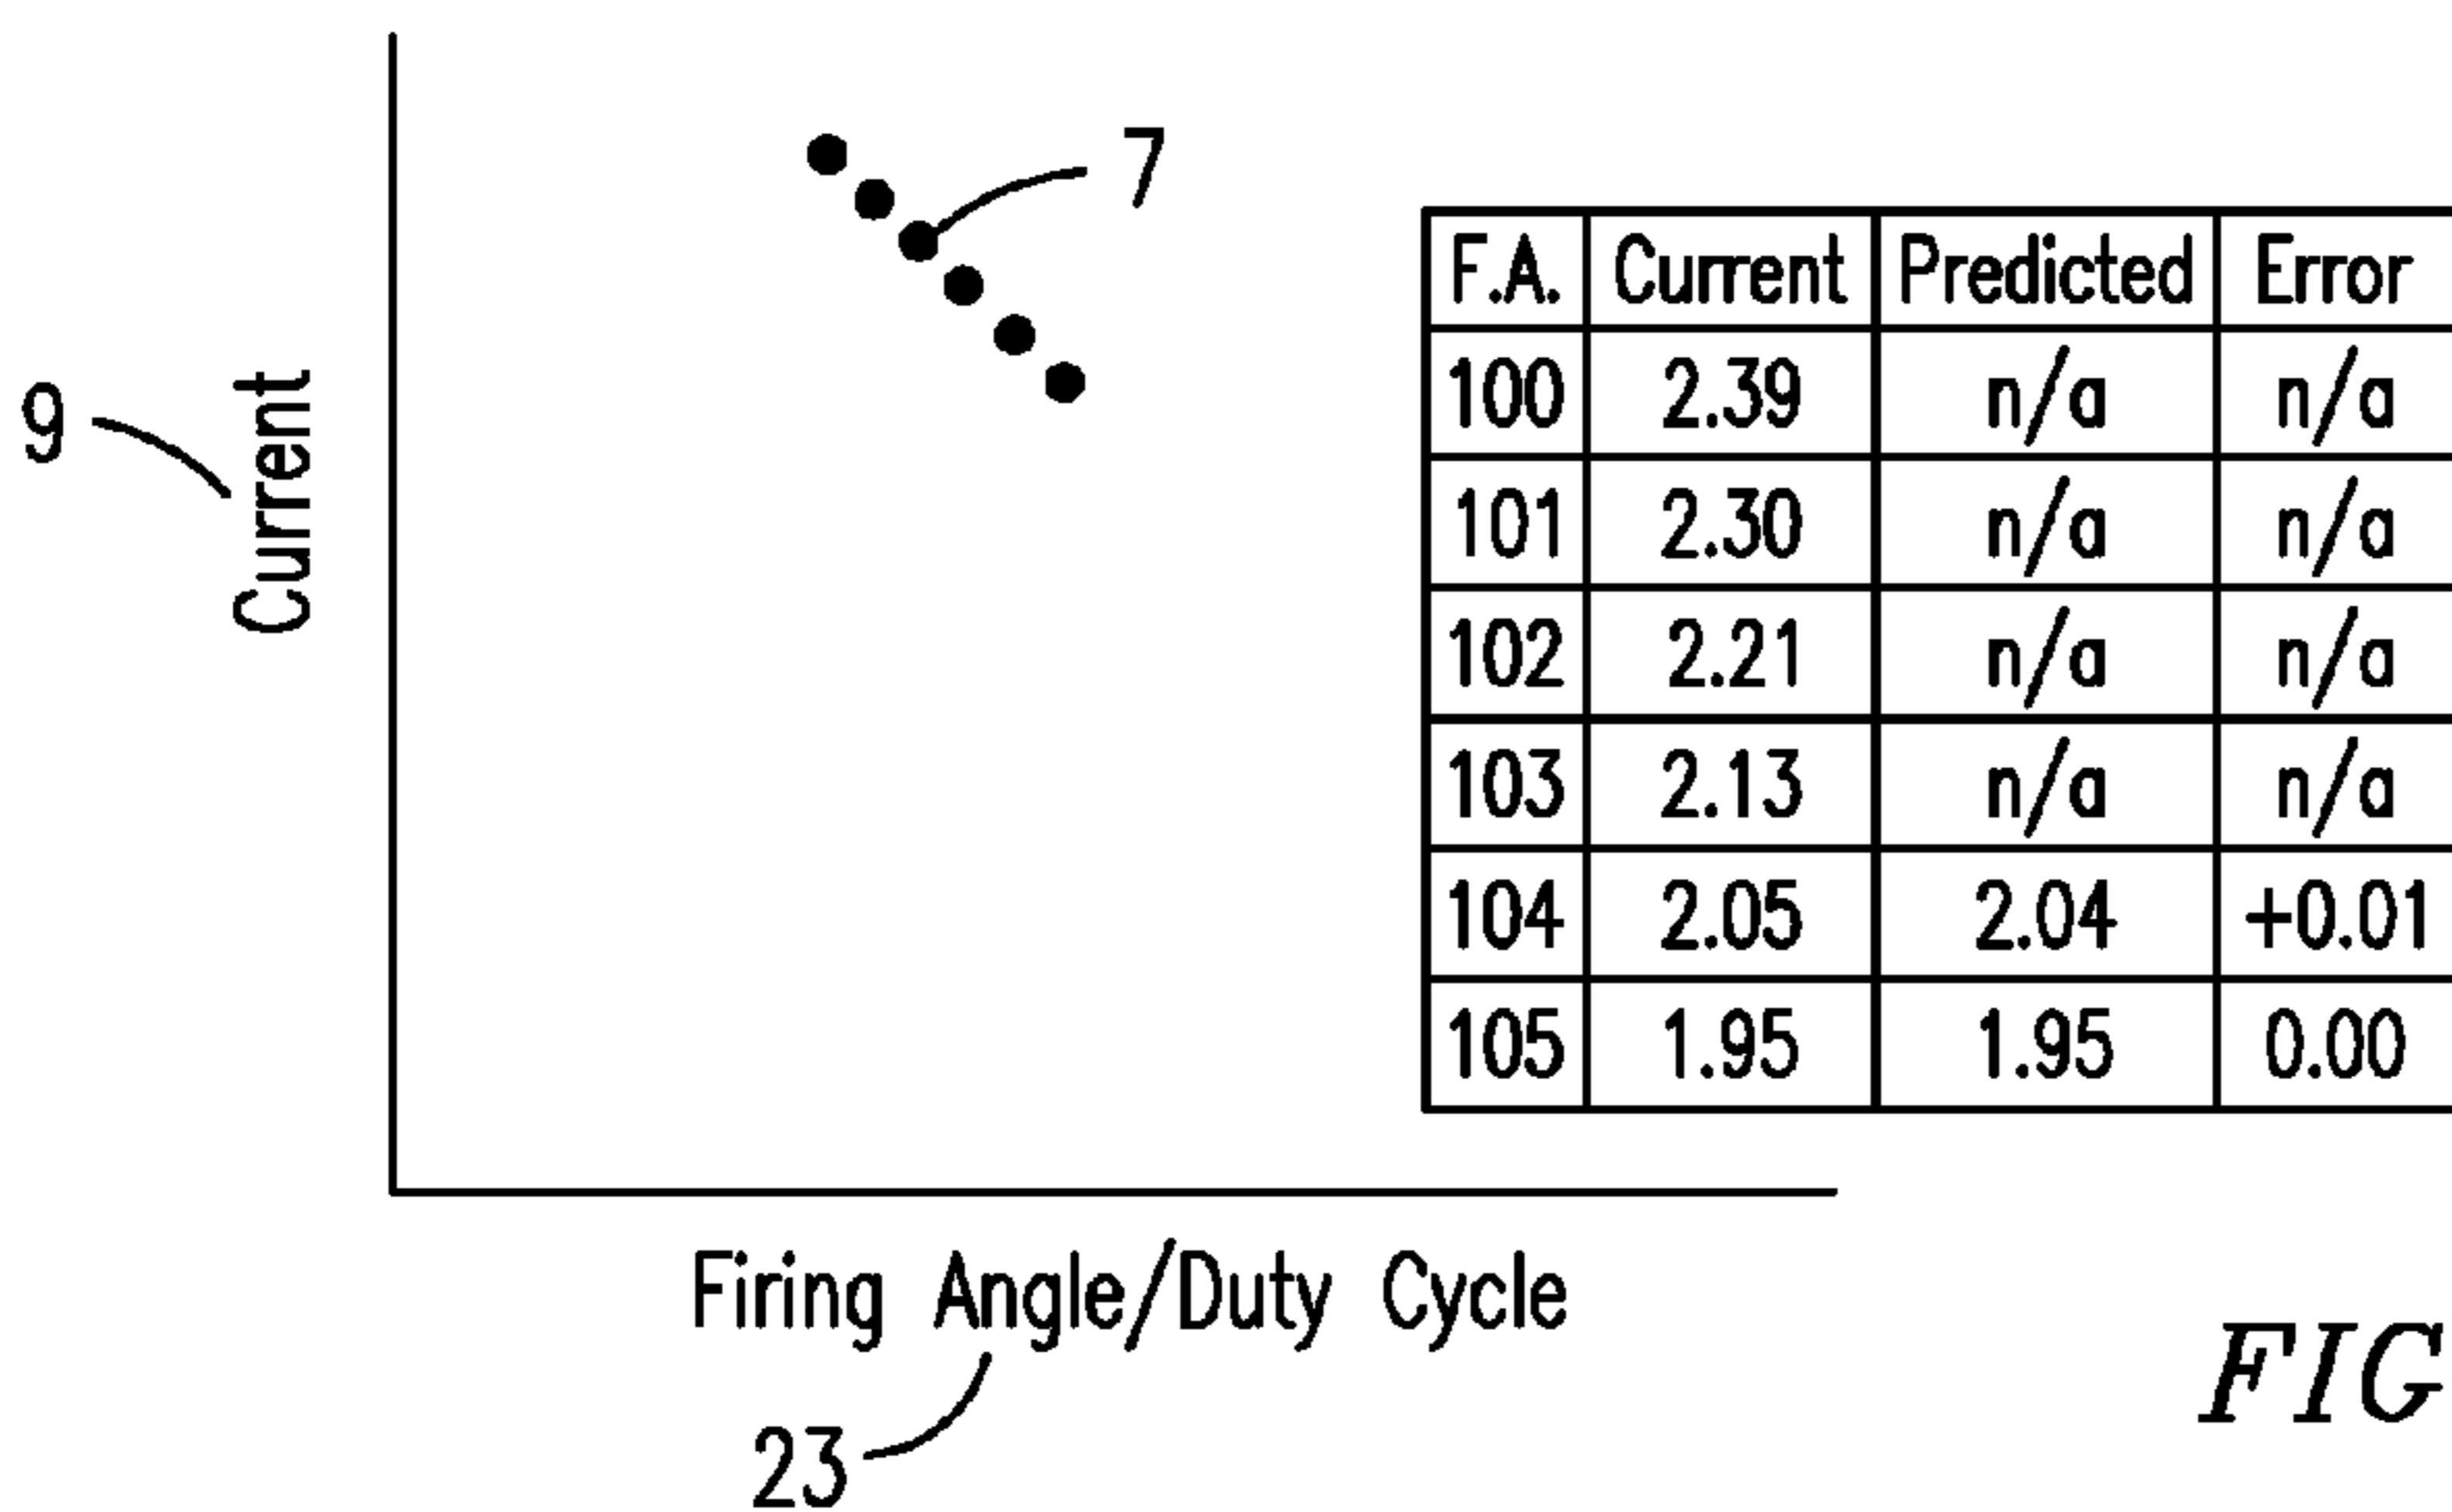 7
9
Current
F.A. Current Predicted Error
100 2.39 n/a n/a
101 2.30 n/a n/a
102 2.21 n/a n/a
103 2.13 n/a n/a
104 2.05 2.04 +0.01
105 1.95 1.95 0.00
Firing Angle/Duty Cycle
23
FIG